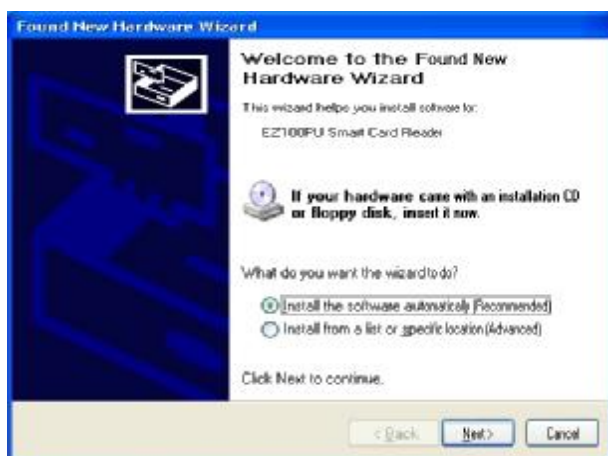 Found New Hardware Wizard
Welcome to the Found New
Hardware Wizard
This wizard helps you install software for:
EZ100PU Smart Card Reader
If your hardware came with an installation CD
or floppy disk, insert it now.
What do you want the wizard to do?
Install the software automatically (Recommended)
Install from a list or specific location (Advanced)
Click Next to continue.
< Back
Next >
Cancel